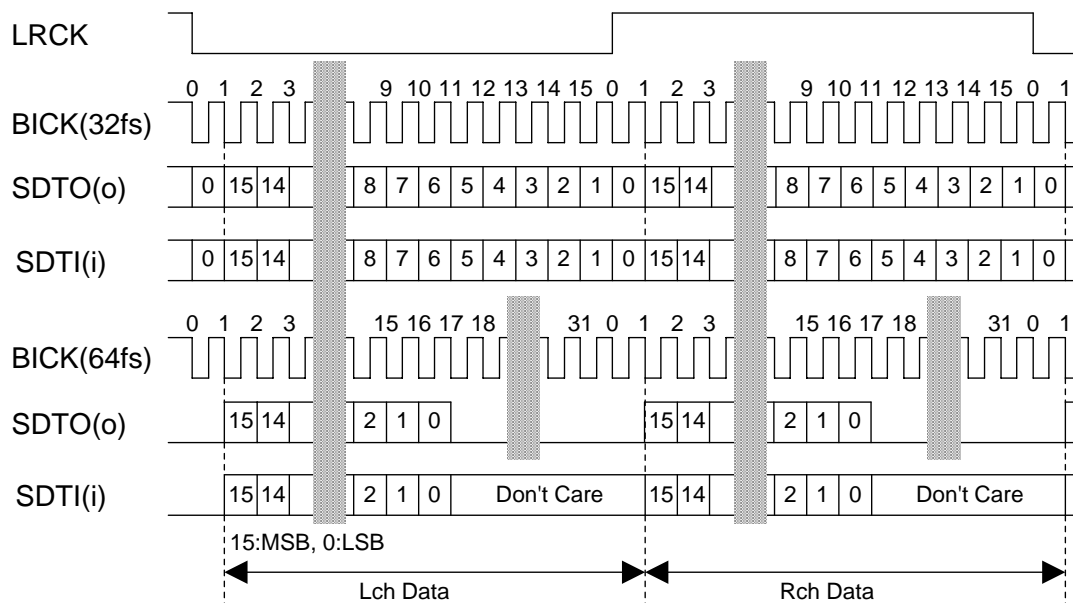 LRCK
0 1 2 3 9 10 11 12 13 14 15 0 1 2 3 9 10 11 12 13 14 15 0 1
BICK(32fs)
SDTO(o) 0 15 14 8 7 6 5 4 3 2 1 0 15 14 8 7 6 5 4 3 2 1 0
SDTI(i) 0 15 14 8 7 6 5 4 3 2 1 0 15 14 8 7 6 5 4 3 2 1 0
0 1 2 3 15 16 17 18 31 0 1 2 3 15 16 17 18 31 0 1
BICK(64fs)
SDTO(o) 15 14 2 1 0 15 14 2 1 0
SDTI(i) 15 14 2 1 0 Don't Care 15 14 2 1 0 Don't Care
15:MSB, 0:LSB
Lch Data Rch Data